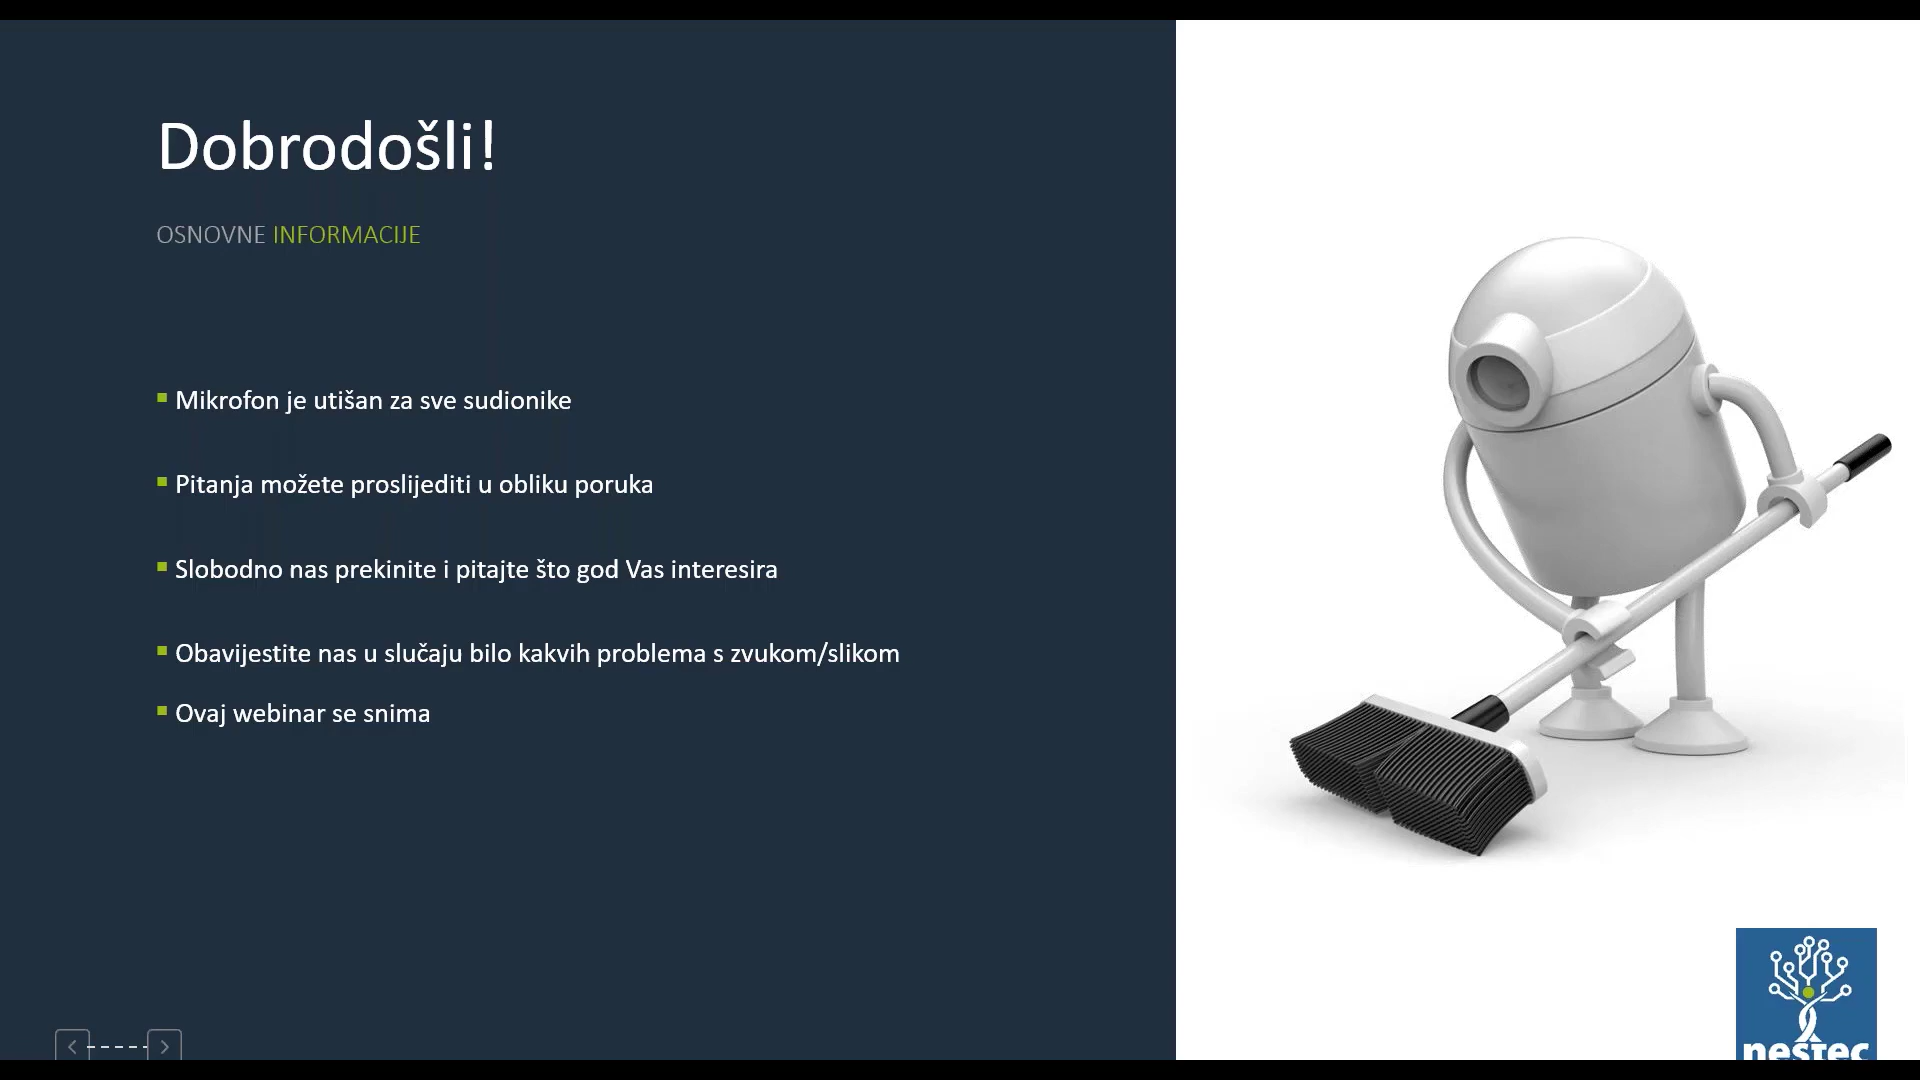 Dobrodošli!
OSNOVNE INFORMACIJE
Mikrofon je utišan za sve sudionike
Pitanja možete proslijediti u obliku poruka
Slobodno nas prekinite i pitajte što god Vas interesira
Obavijestite nas u slučaju bilo kakvih problema s zvukom/slikom
Ovaj webinar se snima
neštec